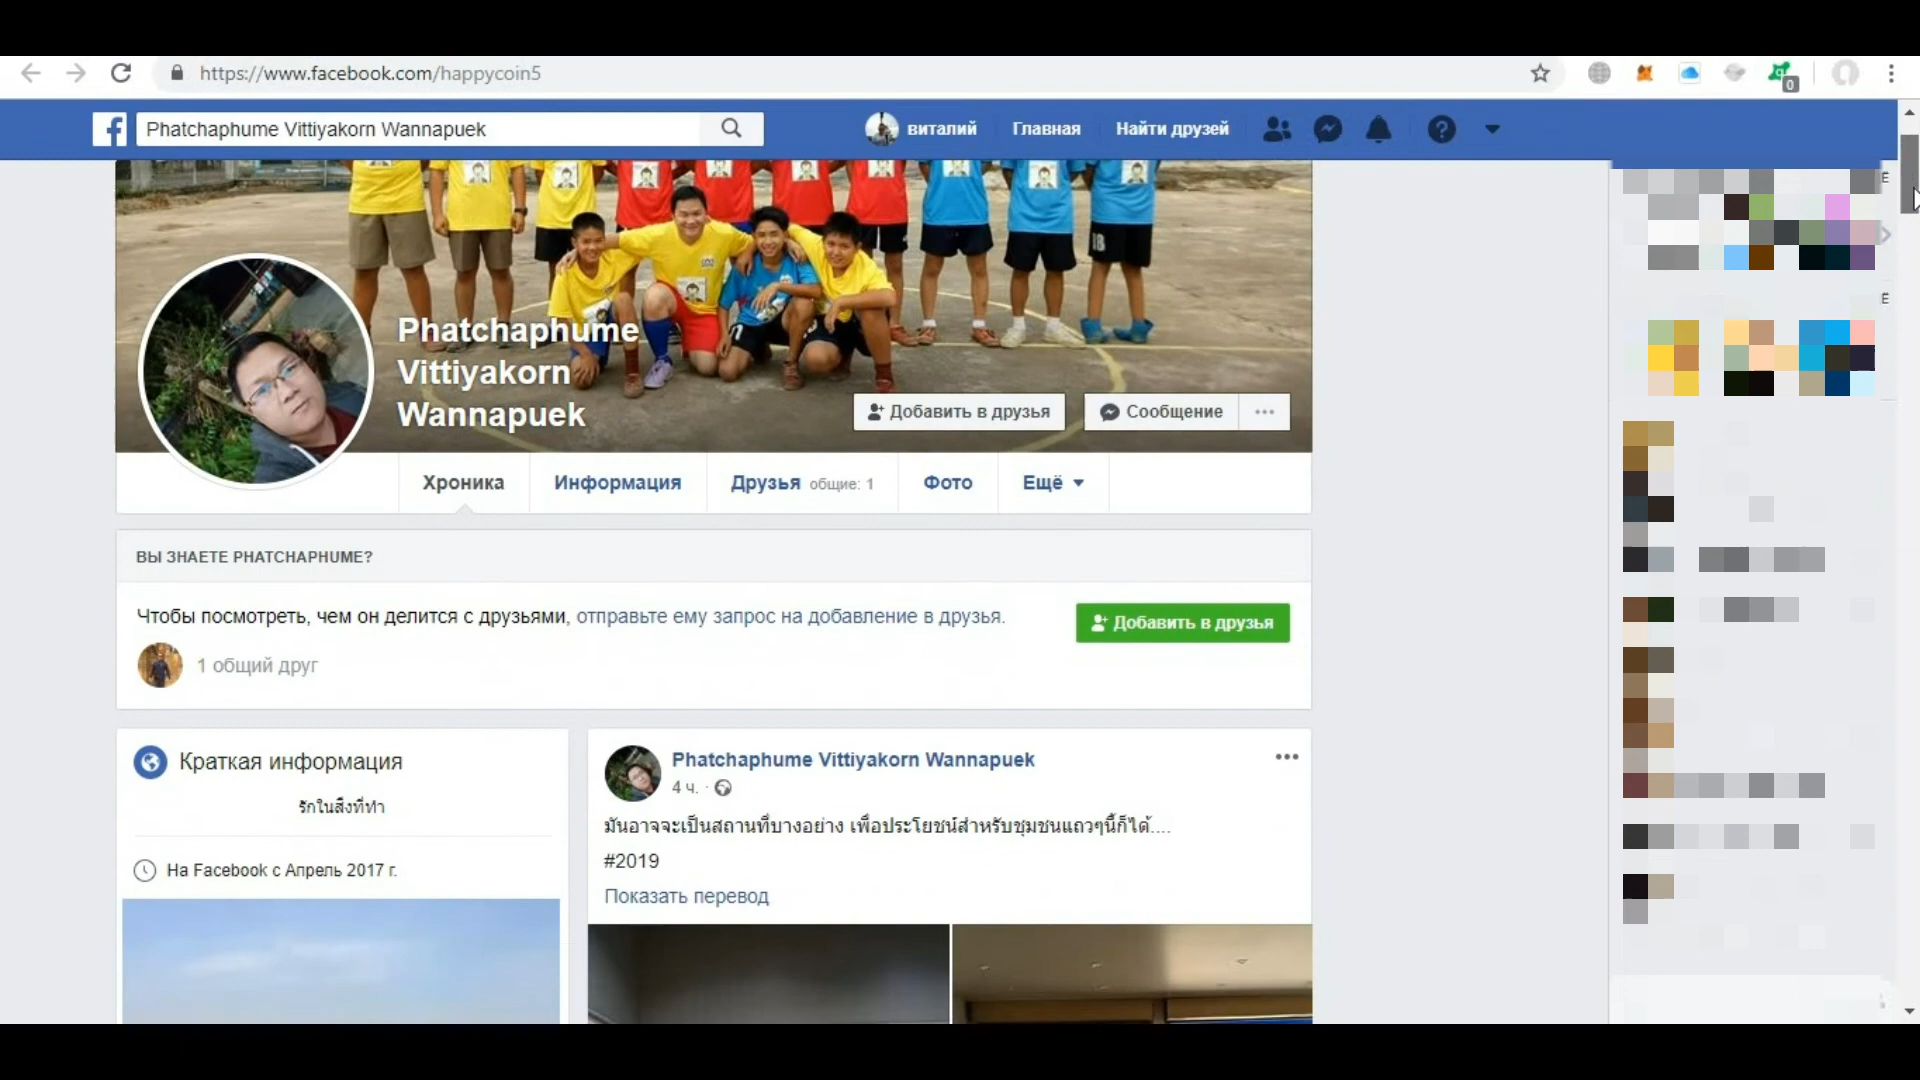 https://www.facebook.com/happycoin5
0
Phatchaphume Vittiyakorn Wannapuek
виталий
Главная
Найти друзей
Phatchaphume
Vittiyakorn
Wannapuek
Добавить в друзья
Сообщение
Хроника
Информация
Друзья общие: 1
Фото
Ещё
ВЫ ЗНАЕТЕ PHATCHAPHUME?
Чтобы посмотреть, чем он делится с друзьями, отправьте ему запрос на добавление в друзья.
Добавить в друзья
1 общий друг
Краткая информация
รักในสิ่งที่ทำ
На Facebook с Апрель 2017 г.
Phatchaphume Vittiyakorn Wannapuek
4 ч.
มันอาจจะเป็นสถานที่บางอย่าง เพื่อประโยชน์สำหรับชุมชนแถวๆนี้ก็ได้....
#2019
Показать перевод